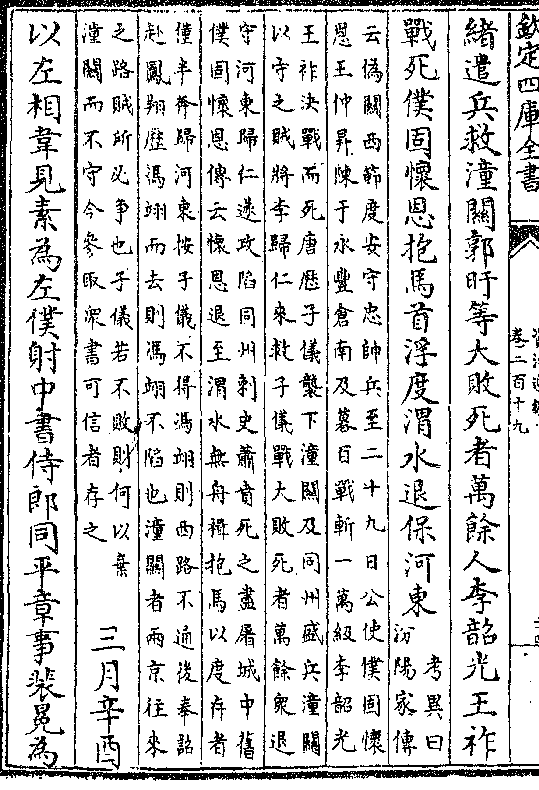 欽定四庫全書
資治通鑑
卷二百十九
緒遣兵救潼關郭旰等大敗死者萬餘人李韶光王祚
戰死僕固懷恩抱馬首浮度渭水退保河東
考異曰
汾陽家傳
云偽關西節度安守忠帥兵至二十九日公使僕固懷
恩王仲昇陳于永豐倉南及暮百戰斬一萬級李韶光
王祚決戰而死唐歷子儀襲下潼關及同州盛兵潼關
以守之賊將李歸仁來救子儀戰大敗死者萬餘衆退
守河東歸仁遂攻陷同州刺史蕭賁死之盡屠城中舊
僕固懷恩傳云懷恩退至渭水無舟楫抱馬以度存者
僅半奔歸河東按子儀不得馮翊則西路不通後奉詔
赴鳳翔歷馮翊而去則馮翊不陷也潼關者兩京往來
之路賊所必爭也子儀若不敗則何以棄
潼關而不守今參取衆書可信者存之
三月辛酉
以左相韋見素為左僕射中書侍郎同平章事裴冕為